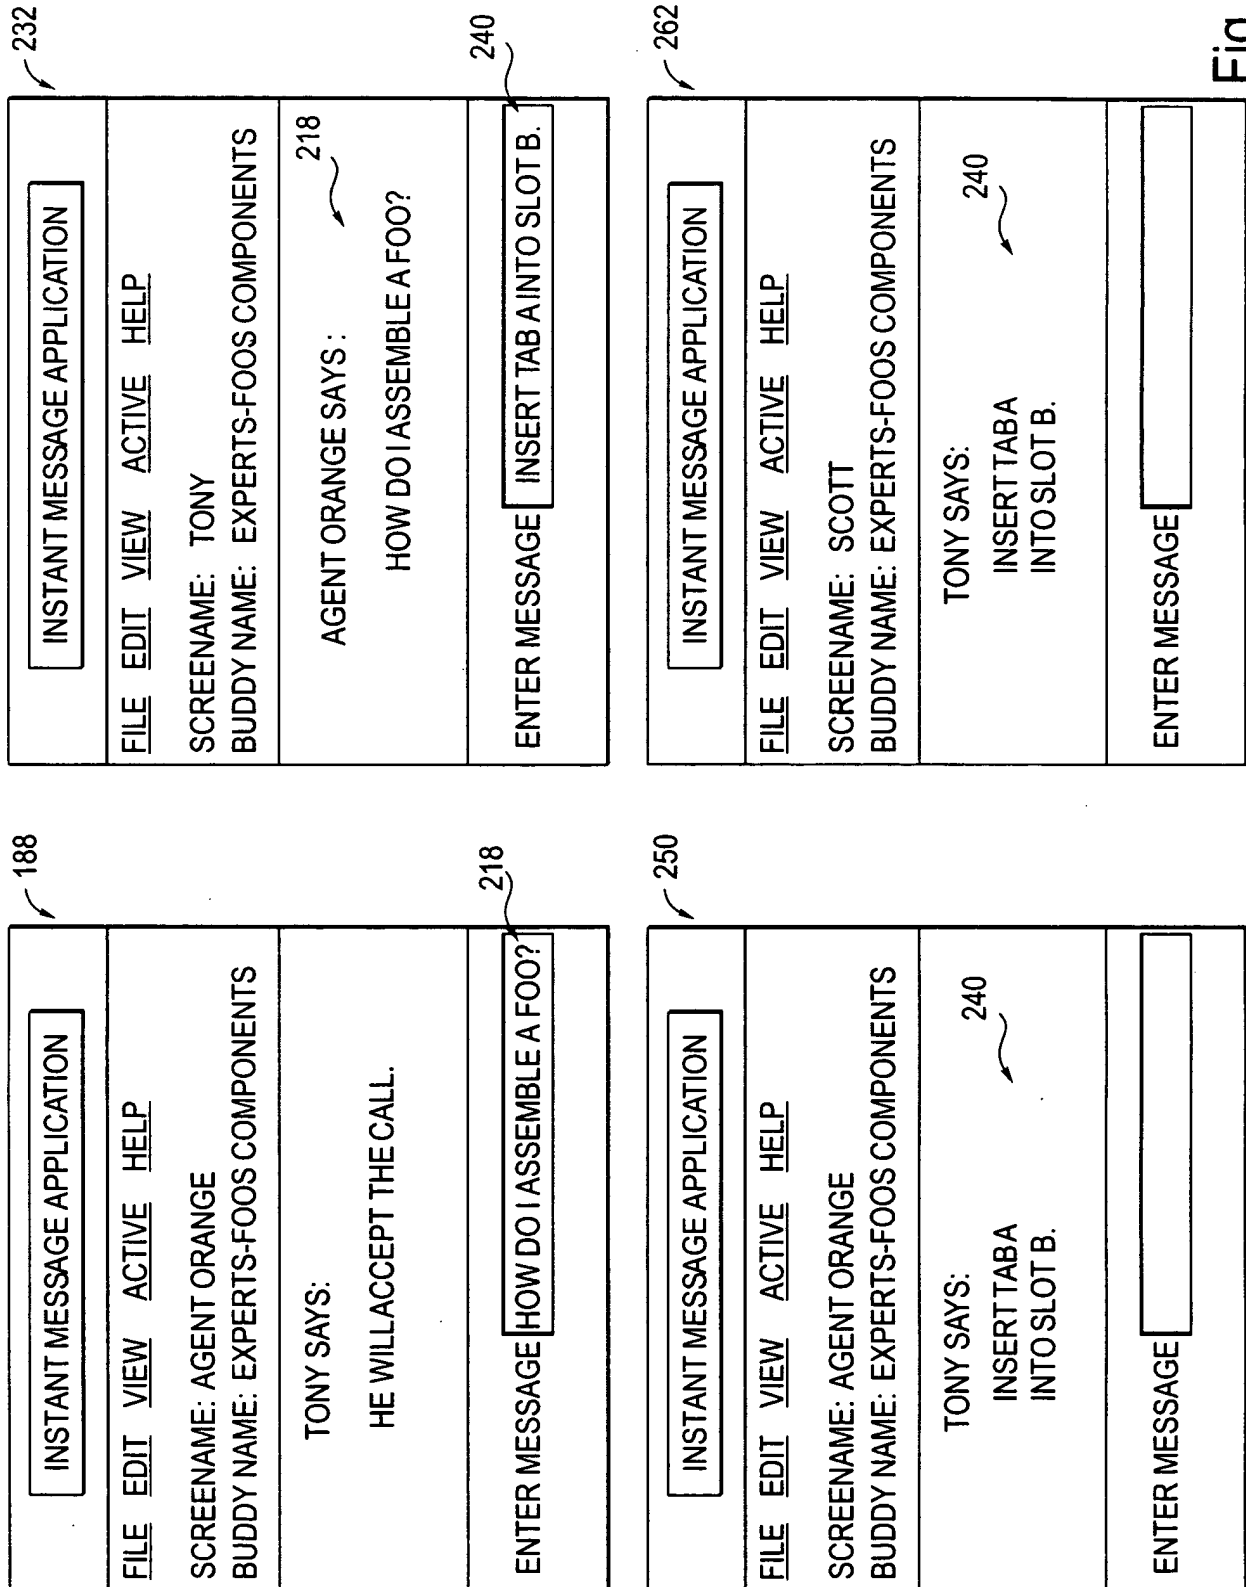 188
INSTANT MESSAGE APPLICATION
FILE EDIT VIEW ACTIVE HELP
SCREENAME: AGENT ORANGE
BUDDY NAME: EXPERTS-FOOS COMPONENTS
TONY SAYS:
HE WILL ACCEPT THE CALL.
218
ENTER MESSAGE HOW DO I ASSEMBLE A FOO?
232
INSTANT MESSAGE APPLICATION
FILE EDIT VIEW ACTIVE HELP
SCREENAME: TONY
BUDDY NAME: EXPERTS-FOOS COMPONENTS
218
AGENT ORANGE SAYS :
HOW DO I ASSEMBLE A FOO?
240
ENTER MESSAGE INSERT TAB A INTO SLOT B.
250
INSTANT MESSAGE APPLICATION
FILE EDIT VIEW ACTIVE HELP
SCREENAME: AGENT ORANGE
BUDDY NAME: EXPERTS-FOOS COMPONENTS
240
TONY SAYS:
INSERT TAB A
INTO SLOT B.
ENTER MESSAGE
262
INSTANT MESSAGE APPLICATION
FILE EDIT VIEW ACTIVE HELP
SCREENAME: SCOTT
BUDDY NAME: EXPERTS-FOOS COMPONENTS
240
TONY SAYS:
INSERT TAB A
INTO SLOT B.
ENTER MESSAGE
Fig